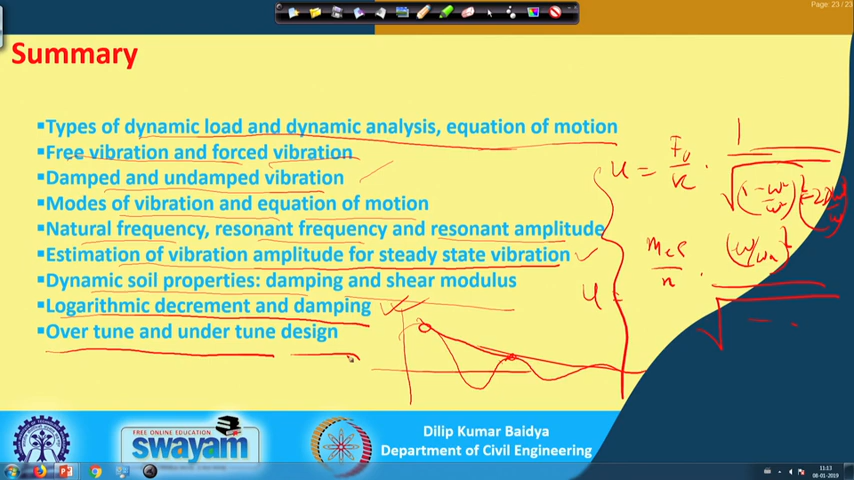 Page: 23 / 23
Summary
▪Types of dynamic load and dynamic analysis, equation of motion
▪Free vibration and forced vibration
▪Damped and undamped vibration
▪Modes of vibration and equation of motion
▪Natural frequency, resonant frequency and resonant amplitude
▪Estimation of vibration amplitude for steady state vibration
▪Dynamic soil properties: damping and shear modulus
▪Logarithmic decrement and damping
▪Over tune and under tune design
FREE ONLINE EDUCATION
swayam
Dilip Kumar Baidya
Department of Civil Engineering
11:13
08-01-2019